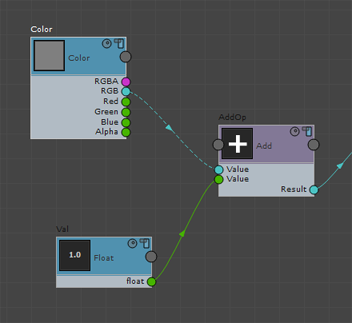 Color
Color
RGBA
RGB
Red
Green
Blue
Alpha
AddOp
Add
Value
Value
Result
Val
1.0
Float
float